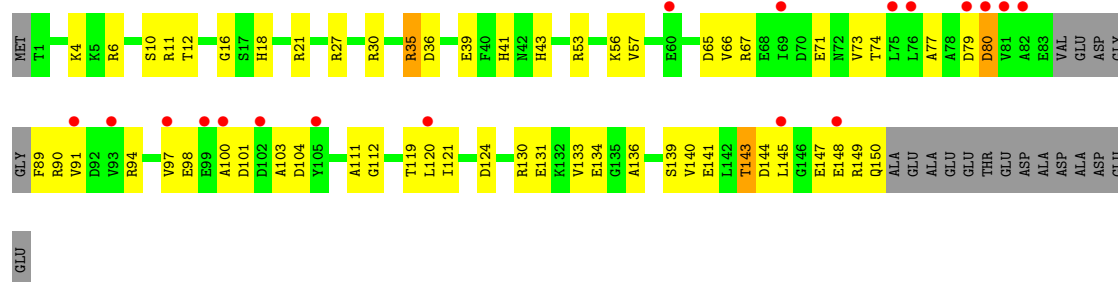 MET T1 K4 K5 R6 S10 R11 T12 G16 S17 H18 R21 R27 R30 R35 D36 E39 F40 H41 N42 H43 R53 K56 V57 E60 D65 V66 R67 E68 I69 D70 E71 N72 V73 T74 L75 L76 A77 A78 D79 D80 V81 A82 E83 VAL GLU ASP GLY
GLY F89 R90 V91 D92 V93 R94 V97 E98 E99 A100 D101 D102 A103 D104 Y105 A111 G112 T119 L120 I121 D124 R130 E131 K132 V133 E134 G135 A136 S139 V140 E141 L142 T143 D144 L145 G146 E147 E148 R149 Q150 ALA GLU ALA GLU GLU THR GLU ASP ALA ASP ALA ASP GLU
GLU